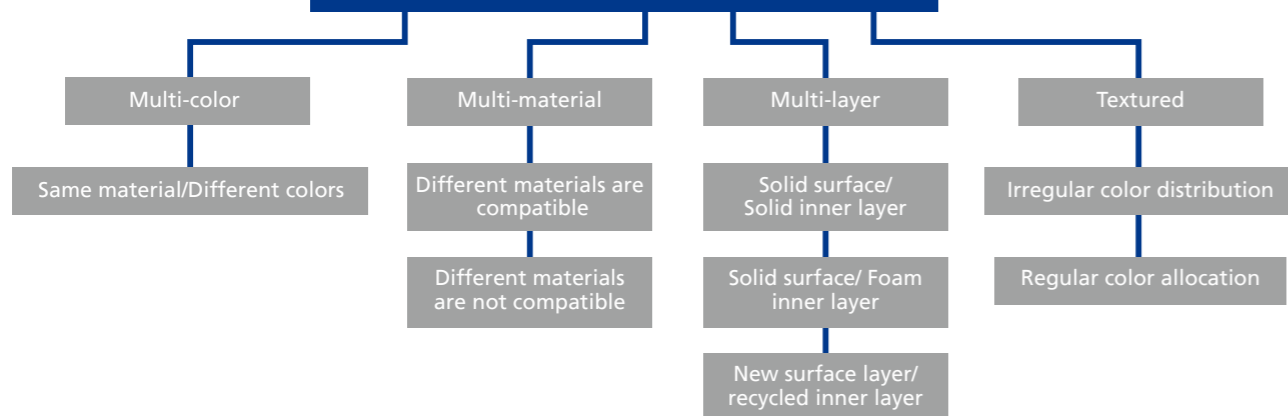 Multi-color
Same material/Different colors
Multi-material
Different materials are
compatible
Different materials
are not compatible
Multi-layer
Solid surface/
Solid inner layer
Solid surface/ Foam
inner layer
New surface layer/
recycled inner layer
Textured
Irregular color distribution
Regular color allocation